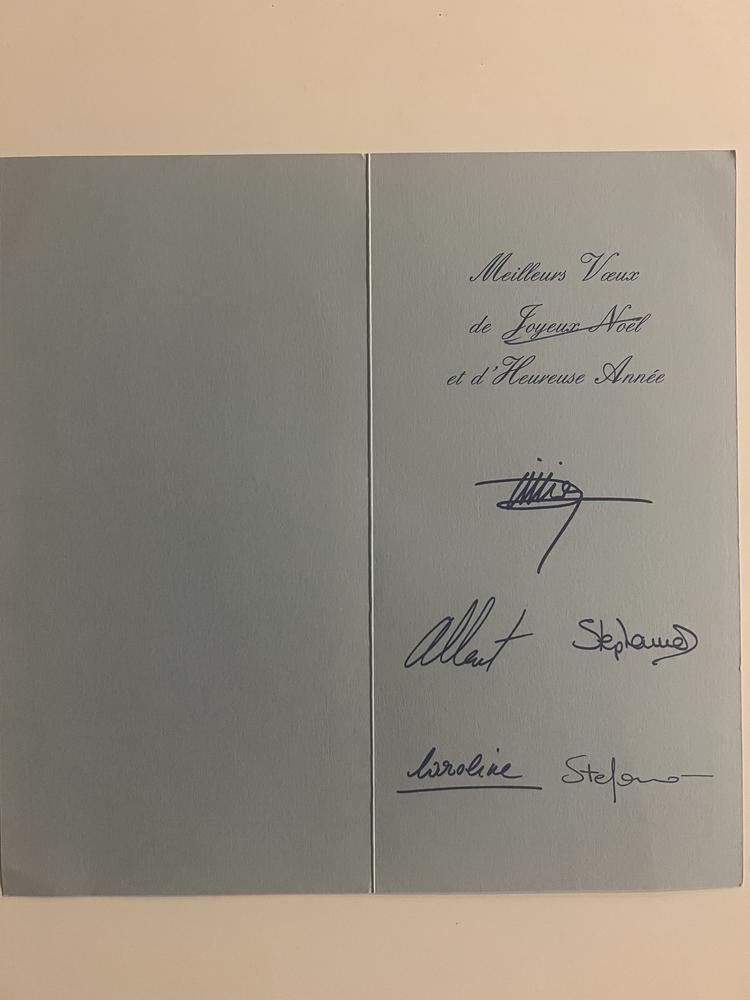 Meilleurs Vœux
de Joyeux Noël
et d'Heureuse Année
Albert Stephanie
Caroline Stefano